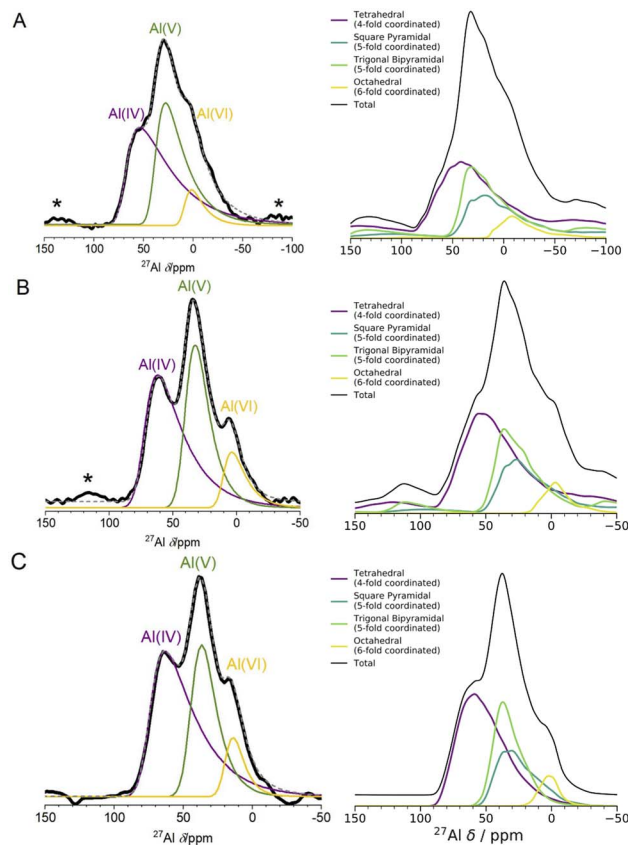 A
Al(V)
Al(IV)
Al(VI)
*
*
150 100 50 0 -50 -100
²⁷Al δ/ppm
Tetrahedral
(4-fold coordinated)
Square Pyramidal
(5-fold coordinated)
Trigonal Bipyramidal
(5-fold coordinated)
Octahedral
(6-fold coordinated)
Total
150 100 50 0 −50 −100
B
Al(V)
Al(IV)
Al(VI)
*
150 100 50 0 -50
²⁷Al δ/ppm
Tetrahedral
(4-fold coordinated)
Square Pyramidal
(5-fold coordinated)
Trigonal Bipyramidal
(5-fold coordinated)
Octahedral
(6-fold coordinated)
Total
150 100 50 0 −50
C
Al(V)
Al(IV)
Al(VI)
150 100 50 0 -50
²⁷Al δ/ppm
Tetrahedral
(4-fold coordinated)
Square Pyramidal
(5-fold coordinated)
Trigonal Bipyramidal
(5-fold coordinated)
Octahedral
(6-fold coordinated)
Total
150 100 50 0 −50
²⁷Al δ / ppm